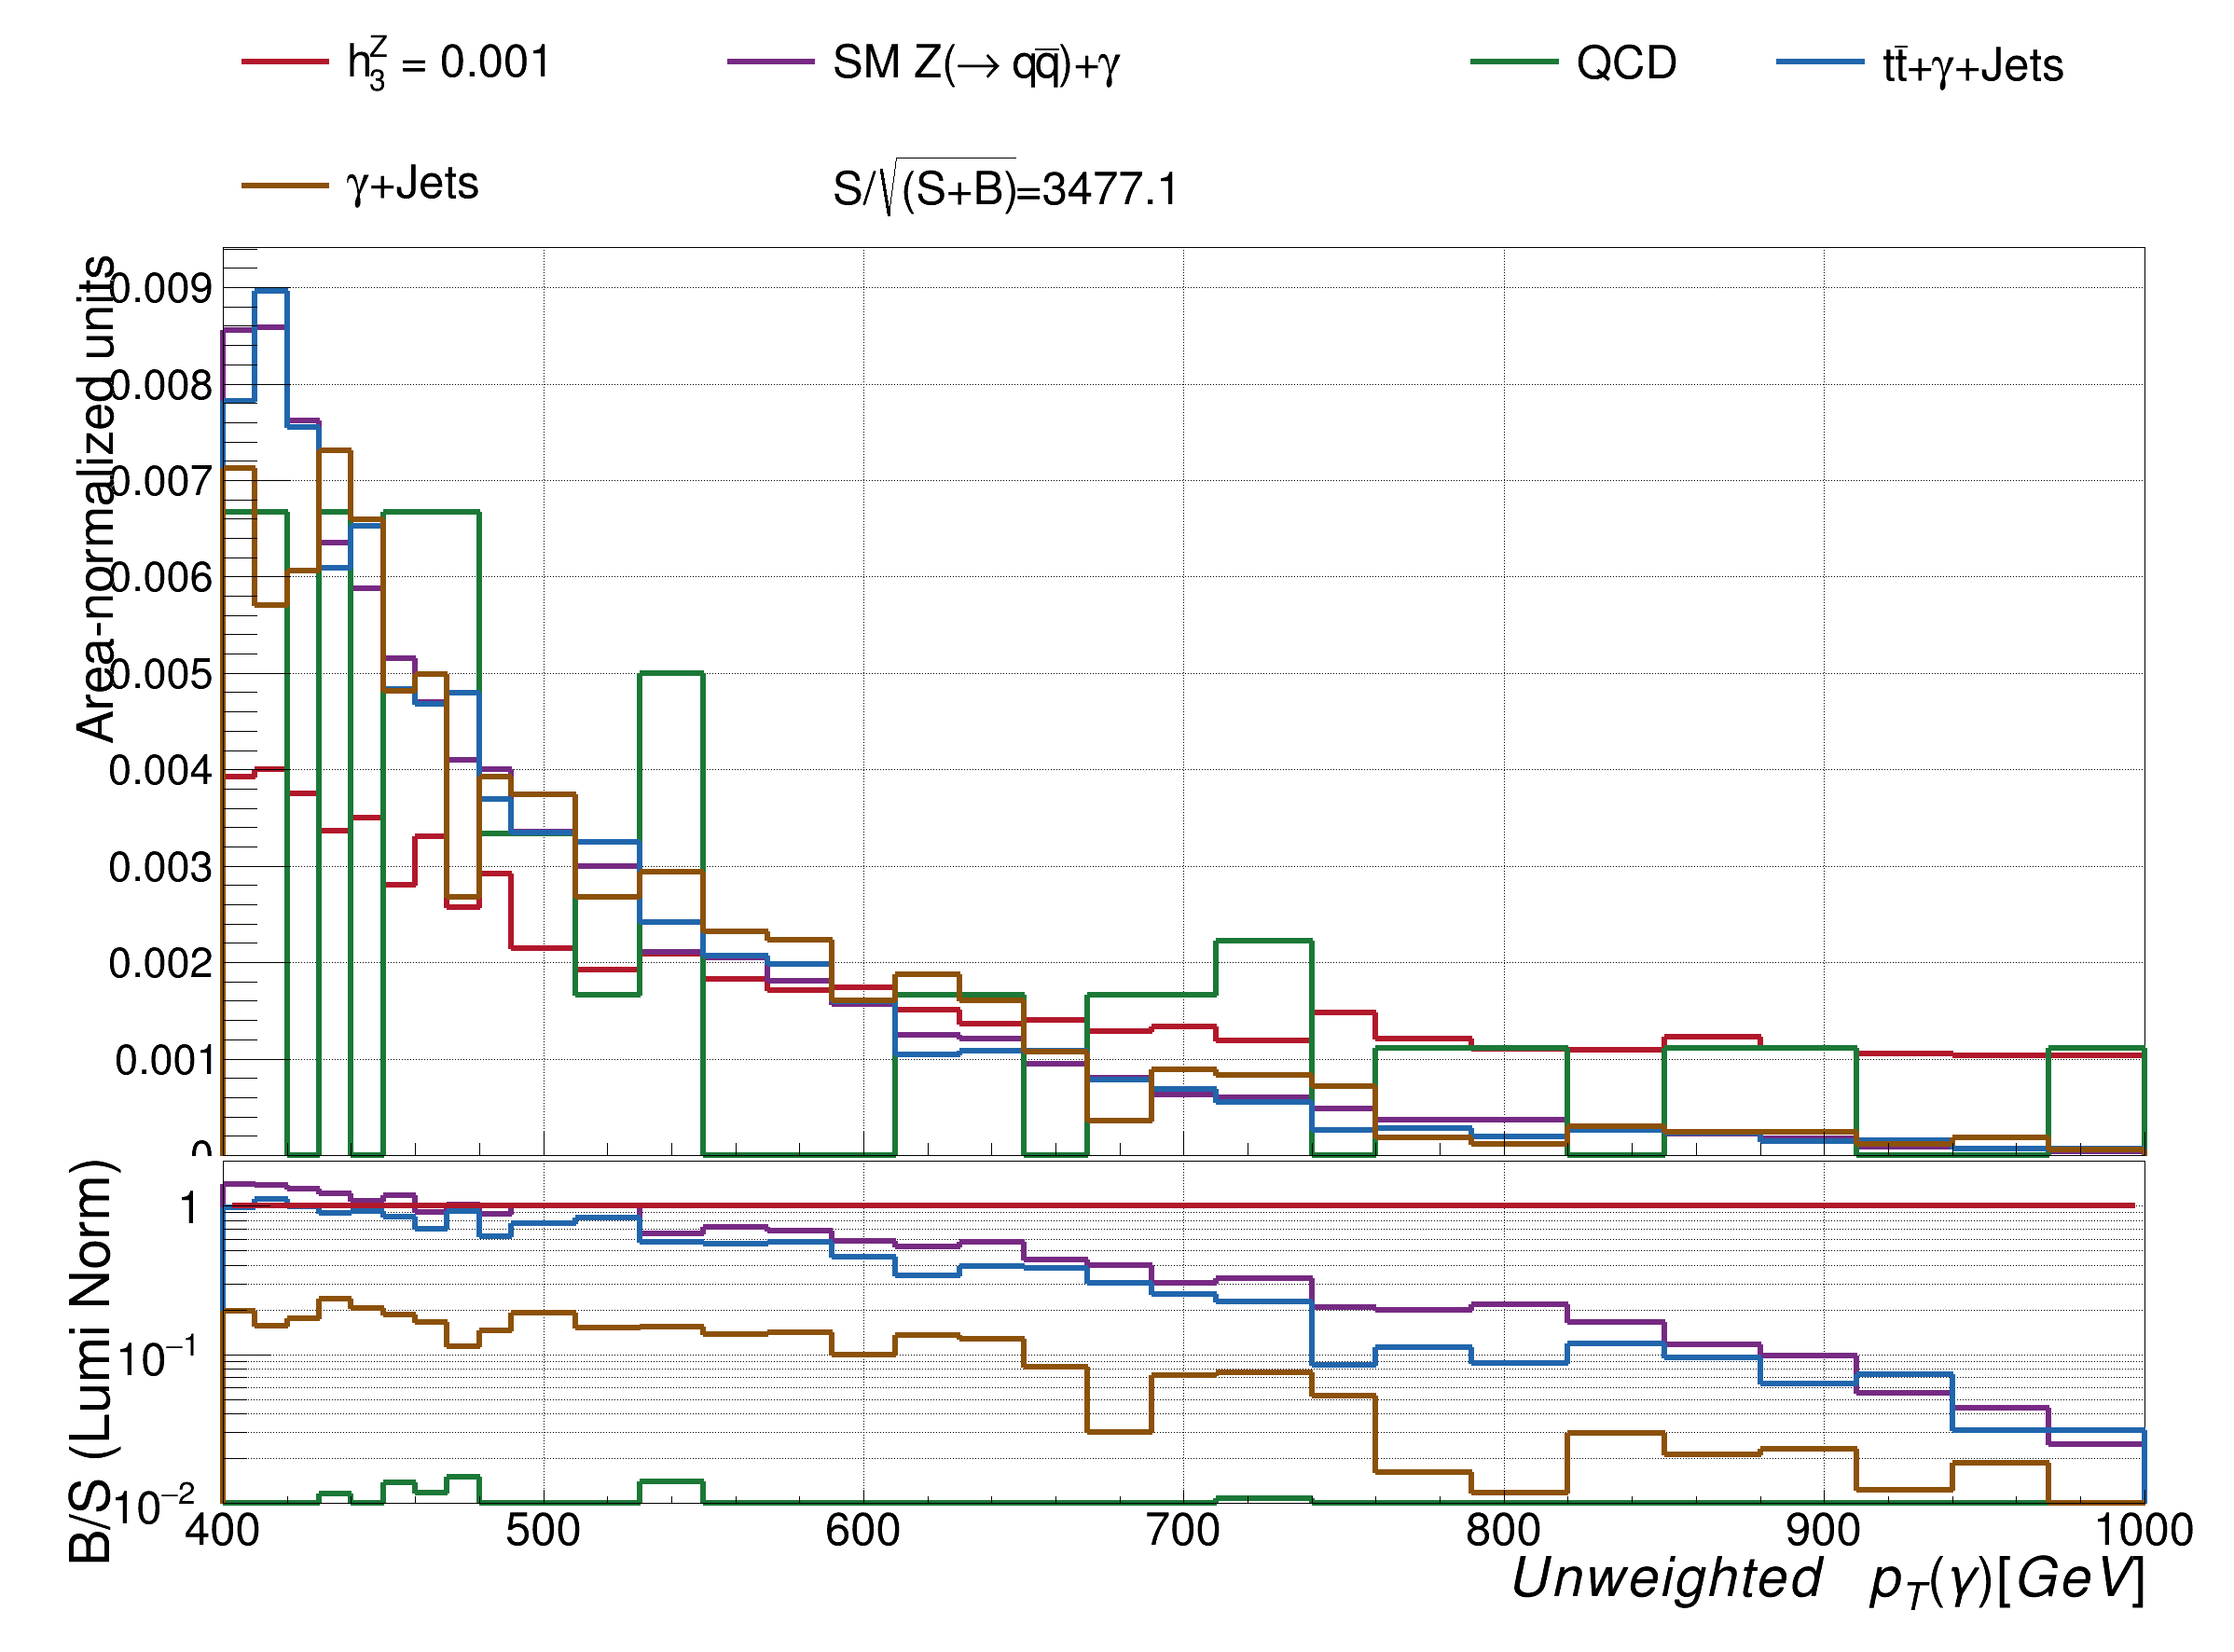 h₃ᶻ = 0.001 SM Z(→ qq̅)+γ QCD tt̄+γ+Jets
γ+Jets S/√(S+B)=3477.1
Area-normalized units
0.009
0.008
0.007
0.006
0.005
0.004
0.003
0.002
0.001
0
B/S (Lumi Norm)
1
10⁻¹
10⁻²
400 500 600 700 800 900 1000
Unweighted p_T(γ)[GeV]